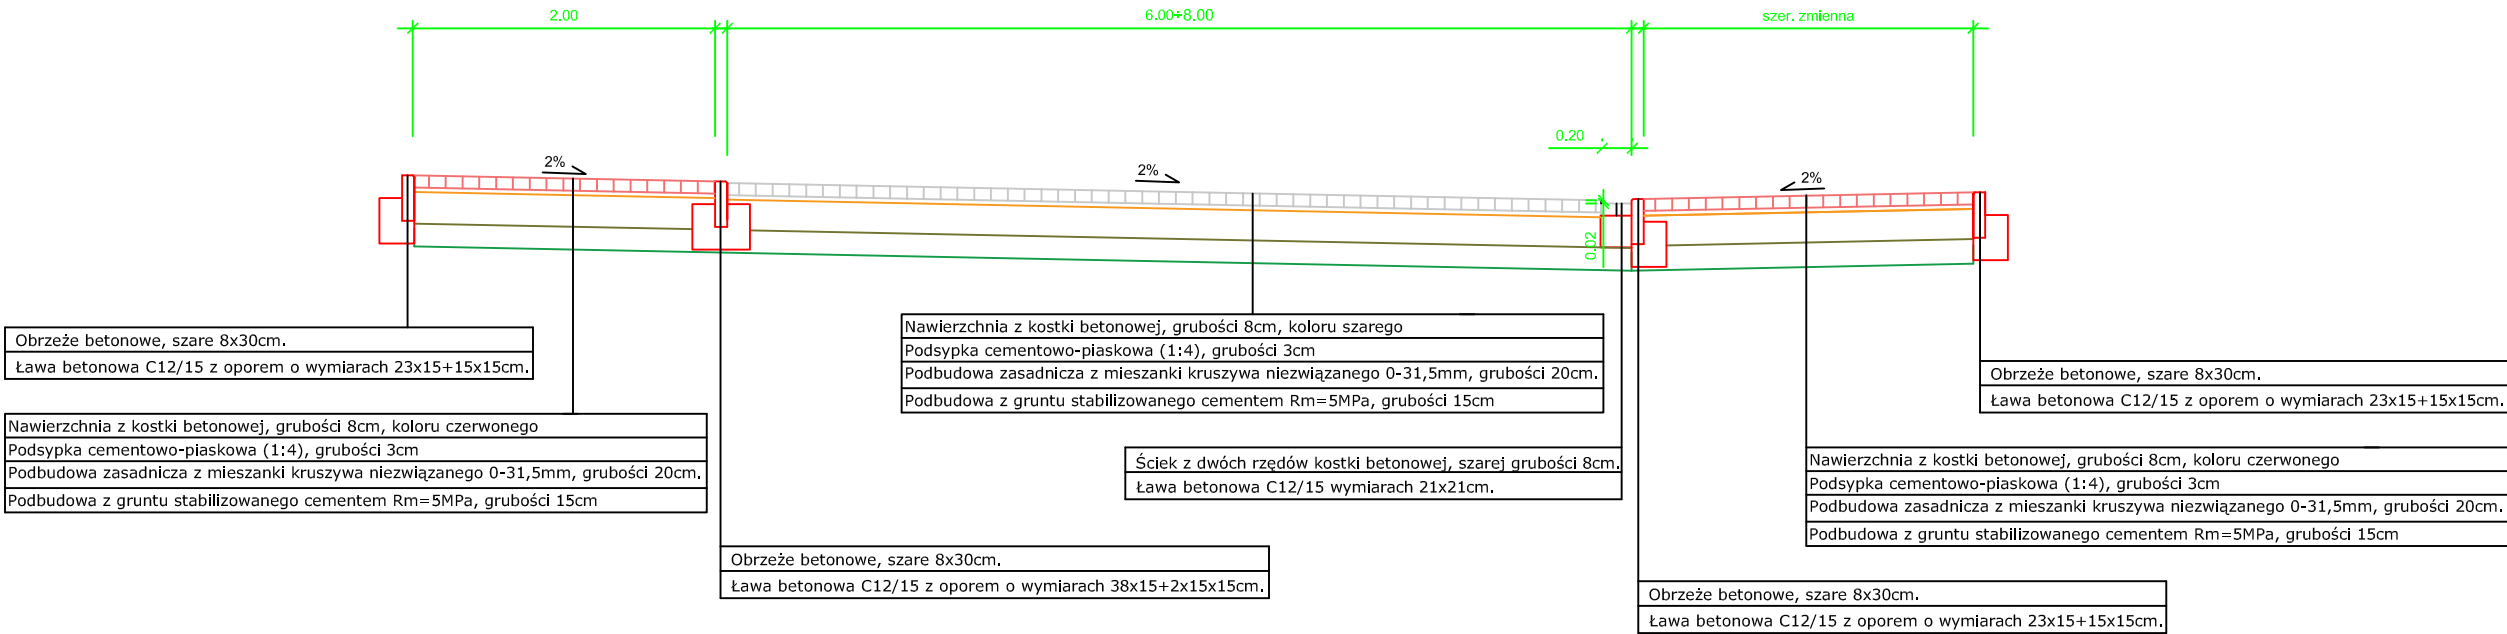 2.00
6.00÷8.00
szer. zmienna
0.20
2%
2%
2%
0.02
Obrzeże betonowe, szare 8x30cm.
Ława betonowa C12/15 z oporem o wymiarach 23x15+15x15cm.
Nawierzchnia z kostki betonowej, grubości 8cm, koloru czerwonego
Podsypka cementowo-piaskowa (1:4), grubości 3cm
Podbudowa zasadnicza z mieszanki kruszywa niezwiązanego 0-31,5mm, grubości 20cm.
Podbudowa z gruntu stabilizowanego cementem Rm=5MPa, grubości 15cm
Obrzeże betonowe, szare 8x30cm.
Ława betonowa C12/15 z oporem o wymiarach 38x15+2x15x15cm.
Nawierzchnia z kostki betonowej, grubości 8cm, koloru szarego
Podsypka cementowo-piaskowa (1:4), grubości 3cm
Podbudowa zasadnicza z mieszanki kruszywa niezwiązanego 0-31,5mm, grubości 20cm.
Podbudowa z gruntu stabilizowanego cementem Rm=5MPa, grubości 15cm
Ściek z dwóch rzędów kostki betonowej, szarej grubości 8cm.
Ława betonowa C12/15 wymiarach 21x21cm.
Obrzeże betonowe, szare 8x30cm.
Ława betonowa C12/15 z oporem o wymiarach 23x15+15x15cm.
Nawierzchnia z kostki betonowej, grubości 8cm, koloru czerwonego
Podsypka cementowo-piaskowa (1:4), grubości 3cm
Podbudowa zasadnicza z mieszanki kruszywa niezwiązanego 0-31,5mm, grubości 20cm.
Podbudowa z gruntu stabilizowanego cementem Rm=5MPa, grubości 15cm
Obrzeże betonowe, szare 8x30cm.
Ława betonowa C12/15 z oporem o wymiarach 23x15+15x15cm.